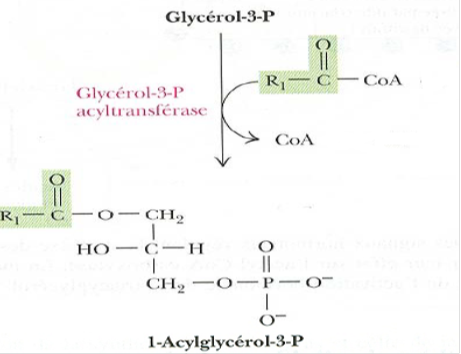 Glycérol-3-P
O
R1—C—CoA
Glycérol-3-P
acyltransférase
CoA
O
R1—C—O—CH2
HO—C—H
O
CH2—O—P—O−
O−
1-Acylglycérol-3-P